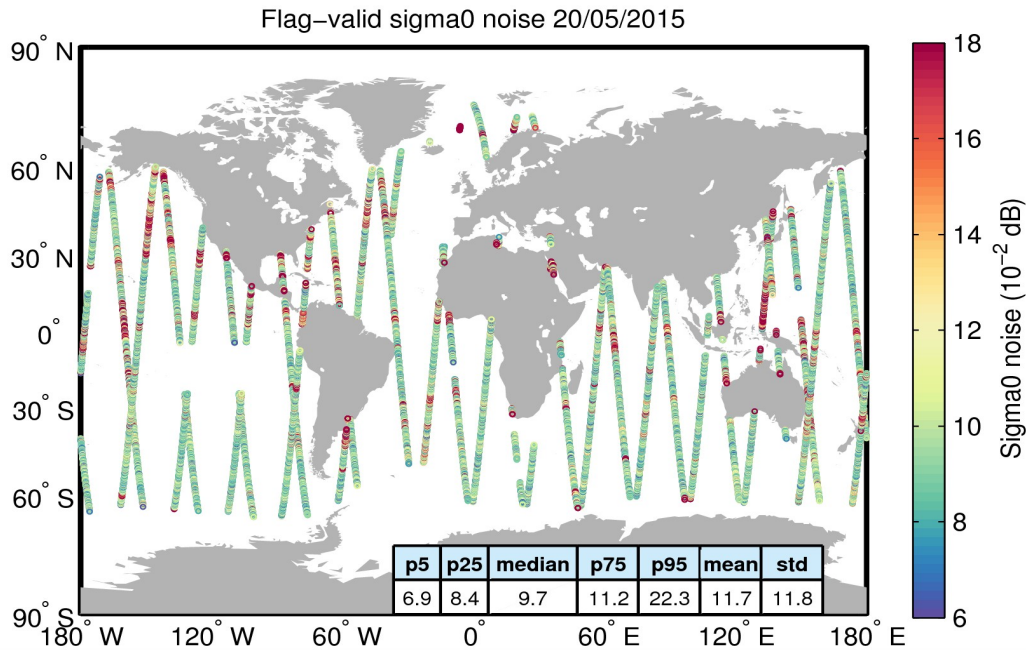 Flag−valid sigma0 noise 20/05/2015
90° N
60° N
30° N
0°
30° S
60° S
90° S
180° W
120° W
60° W
0°
60° E
120° E
180° E
p5 p25 median p75 p95 mean std
6.9 8.4 9.7 11.2 22.3 11.7 11.8
18
16
14
12
10
8
6
Sigma0 noise (10⁻² dB)